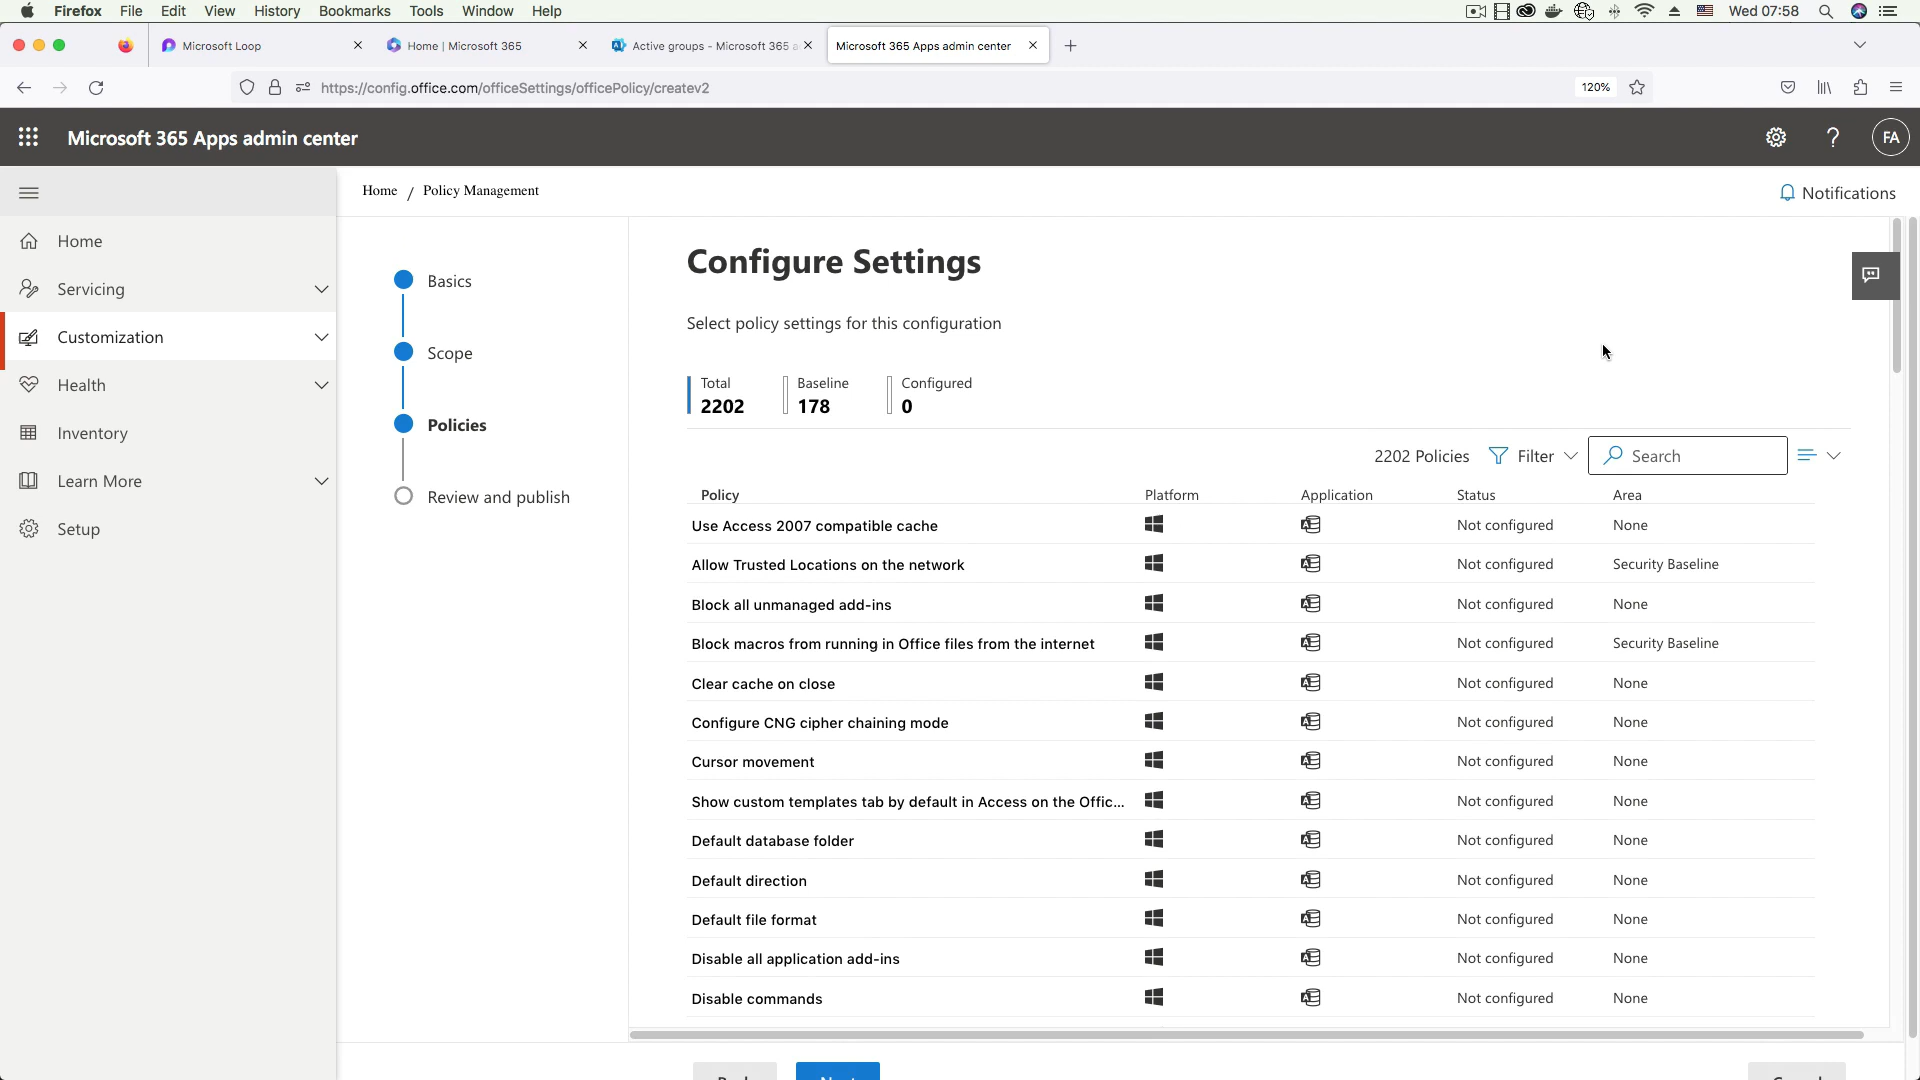 Firefox File Edit View History Bookmarks Tools Window Help Wed 07:58
Microsoft Loop Home | Microsoft 365 Active groups - Microsoft 365 a Microsoft 365 Apps admin center
https://config.office.com/officeSettings/officePolicy/createv2 120%
Microsoft 365 Apps admin center FA
Home / Policy Management Notifications
Home
Servicing
Customization
Health
Inventory
Learn More
Setup
Basics
Scope
Policies
Review and publish
Configure Settings
Select policy settings for this configuration
Total Baseline Configured
2202 178 0
2202 Policies Filter Search
Policy Platform Application Status Area
Use Access 2007 compatible cache Not configured None
Allow Trusted Locations on the network Not configured Security Baseline
Block all unmanaged add-ins Not configured None
Block macros from running in Office files from the internet Not configured Security Baseline
Clear cache on close Not configured None
Configure CNG cipher chaining mode Not configured None
Cursor movement Not configured None
Show custom templates tab by default in Access on the Offic... Not configured None
Default database folder Not configured None
Default direction Not configured None
Default file format Not configured None
Disable all application add-ins Not configured None
Disable commands Not configured None